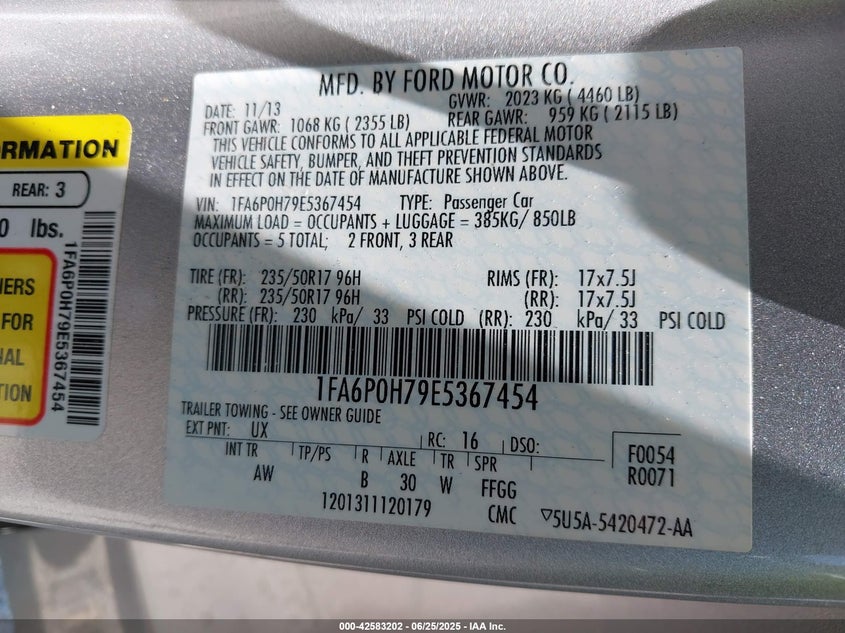 MFD. BY FORD MOTOR CO.
DATE: 11/13
GVWR: 2023 KG ( 4460 LB)
FRONT GAWR: 1068 KG ( 2355 LB)
REAR GAWR: 959 KG ( 2115 LB)
THIS VEHICLE CONFORMS TO ALL APPLICABLE FEDERAL MOTOR
VEHICLE SAFETY, BUMPER, AND THEFT PREVENTION STANDARDS
IN EFFECT ON THE DATE OF MANUFACTURE SHOWN ABOVE.
VIN: 1FA6P0H79E5367454 TYPE: Passenger Car
MAXIMUM LOAD = OCCUPANTS + LUGGAGE = 385KG/ 850LB
OCCUPANTS = 5 TOTAL; 2 FRONT, 3 REAR
TIRE (FR): 235/50R17 96H RIMS (FR): 17x7.5J
(RR): 235/50R17 96H (RR): 17x7.5J
PRESSURE (FR): 230 kPa/ 33 PSI COLD (RR): 230 kPa/ 33 PSI COLD
1FA6P0H79E5367454
TRAILER TOWING - SEE OWNER GUIDE
EXT PNT: UX RC: 16 DSO: F0054
INT TR TP/PS R AXLE TR SPR R0071
AW B 30 W FFGG
1201311120179 CMC ▽5U5A-5420472-AA
REAR: 3
lbs.
FOR
1FA6P0H79E5367454
000-42583202 - 06/25/2025 - IAA Inc.